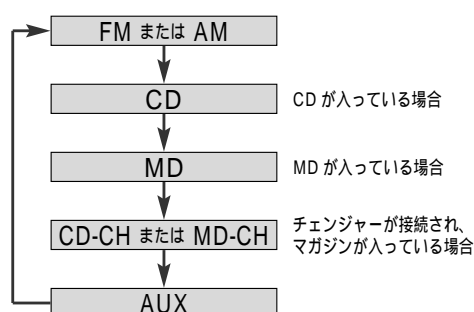 FM または AM
CD
CD が入っている場合
MD
MD が入っている場合
CD-CH または MD-CH
チェンジャーが接続され、
マガジンが入っている場合
AUX